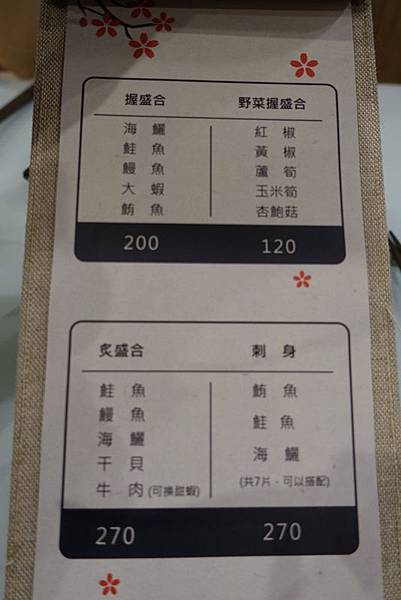 握盛合
海鱺
鮭魚
鰻魚
大蝦
鮪魚
200
野菜握盛合
紅椒
黃椒
蘆筍
玉米筍
杏鮑菇
120
炙盛合
鮭魚
鰻魚
海鱺
干貝
牛肉(可換甜蝦)
270
刺身
鮪魚
鮭魚
海鱺
(共7片，可以搭配)
270